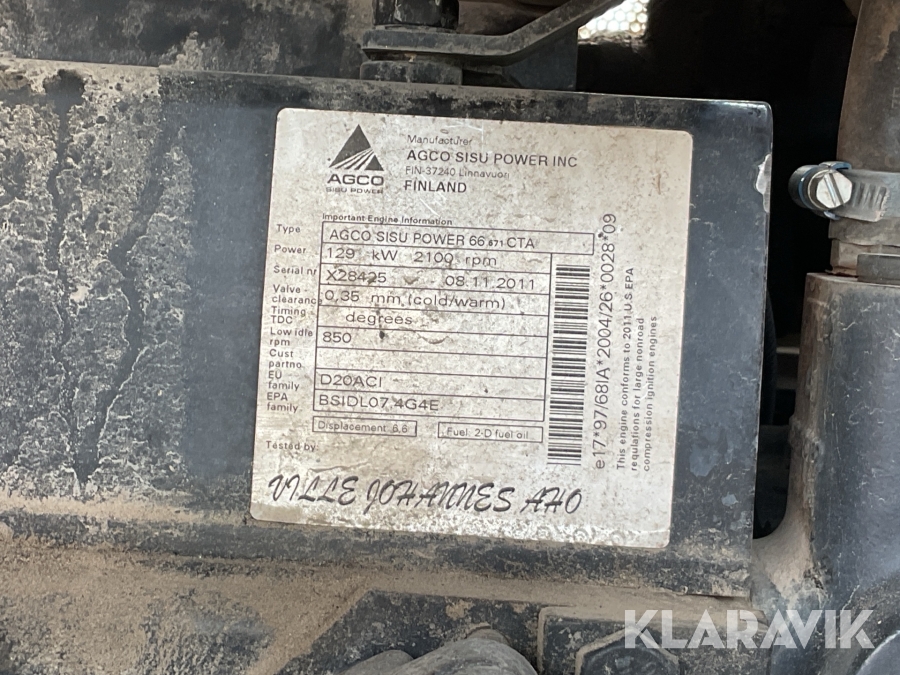 AGCO
SISU POWER
Manufacturer
AGCO SISU POWER INC
FIN-37240 Linnavuori
FINLAND
Important Engine Information
Type AGCO SISU POWER 66.671-CTA
Power 129 kW 2100 rpm
Serial nr X28425 08.11.2011
Valve-clearance 0,35 mm (cold/warm)
Timing TDC degrees
Low idle rpm 850
Cust partno.
EU family D20ACI
EPA family BSIDL07.4G4E
Displacement 6,6 Fuel: 2-D fuel oil
Tested by:
VILLE JOHANNES AHO
e17*97/68IA*2004/26*0028*09
This engine conforms to 2011 U.S EPA
regulations for large nonroad
compression ignition engines
KLARAVIK